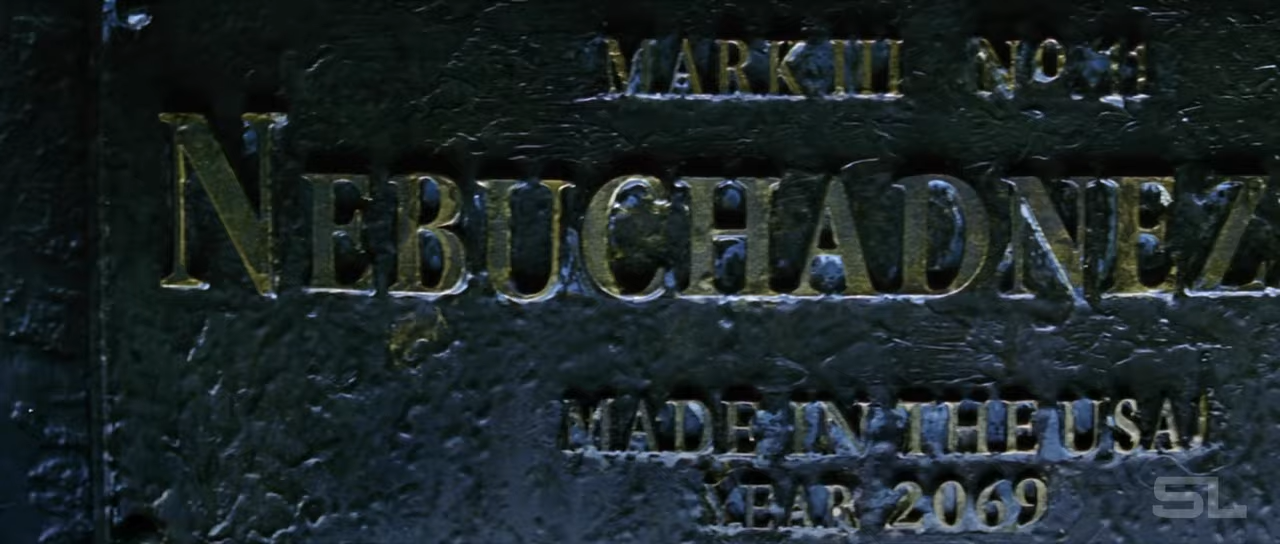 MARK III No 11
NEBUCHADNEZ
MADE IN THE USA
YEAR 2069
SL